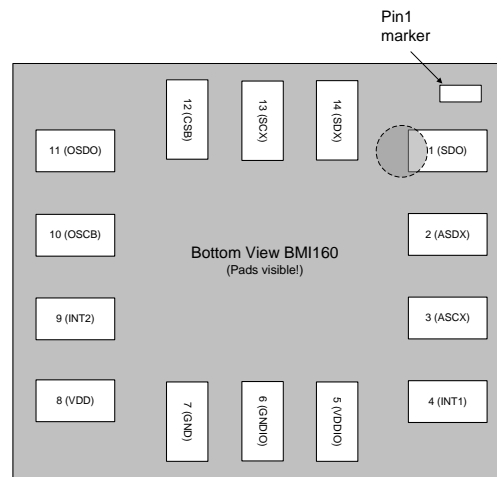 Pin1
marker
12 (CSB)
13 (SCX)
14 (SDX)
11 (OSDO)
1 (SDO)
10 (OSCB)
2 (ASDX)
Bottom View BMI160
(Pads visible!)
9 (INT2)
3 (ASCX)
8 (VDD)
4 (INT1)
7 (GND)
6 (GNDIO)
5 (VDDIO)